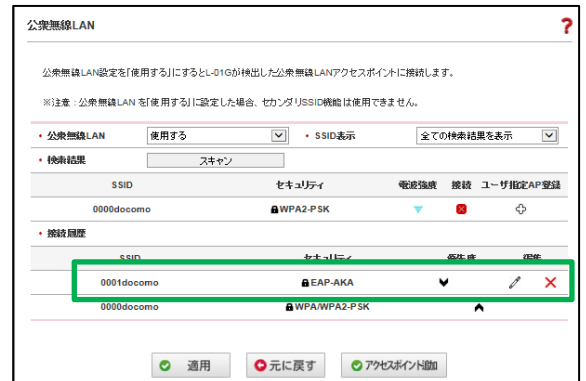 公衆無線LAN ?
公衆無線LAN設定を「使用する」にするとL-01Gが検出した公衆無線LANアクセスポイントに接続します。
※注意：公衆無線LAN を「使用する」に設定した場合、セカンダリSSID機能は使用できません。
・公衆無線LAN 使用する ・SSID表示 全ての検索結果を表示
・検索結果 スキャン
SSID セキュリティ 電波強度 接続 ユーザ指定AP登録
0000docomo WPA2-PSK
・接続履歴
SSID セキュリティ 優先度 編集
0001docomo EAP-AKA
0000docomo WPA/WPA2-PSK
適用 元に戻す アクセスポイント追加